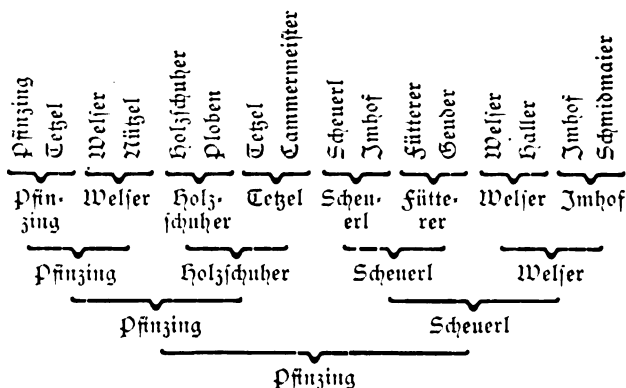 Pfinzing Tetzel Welser Nützel Holzschuher Ploben Tetzel Cammermeister Scheuerl Imhof Fütterer Geuder Welser Haller Imhof Schmidmaier
Pfin- Welser Holz- Tetzel Scheu- Fütte- Welser Imhof
zing schuher erl rer
Pfinzing Holzschuher Scheuerl Welser
Pfinzing Scheuerl
Pfinzing